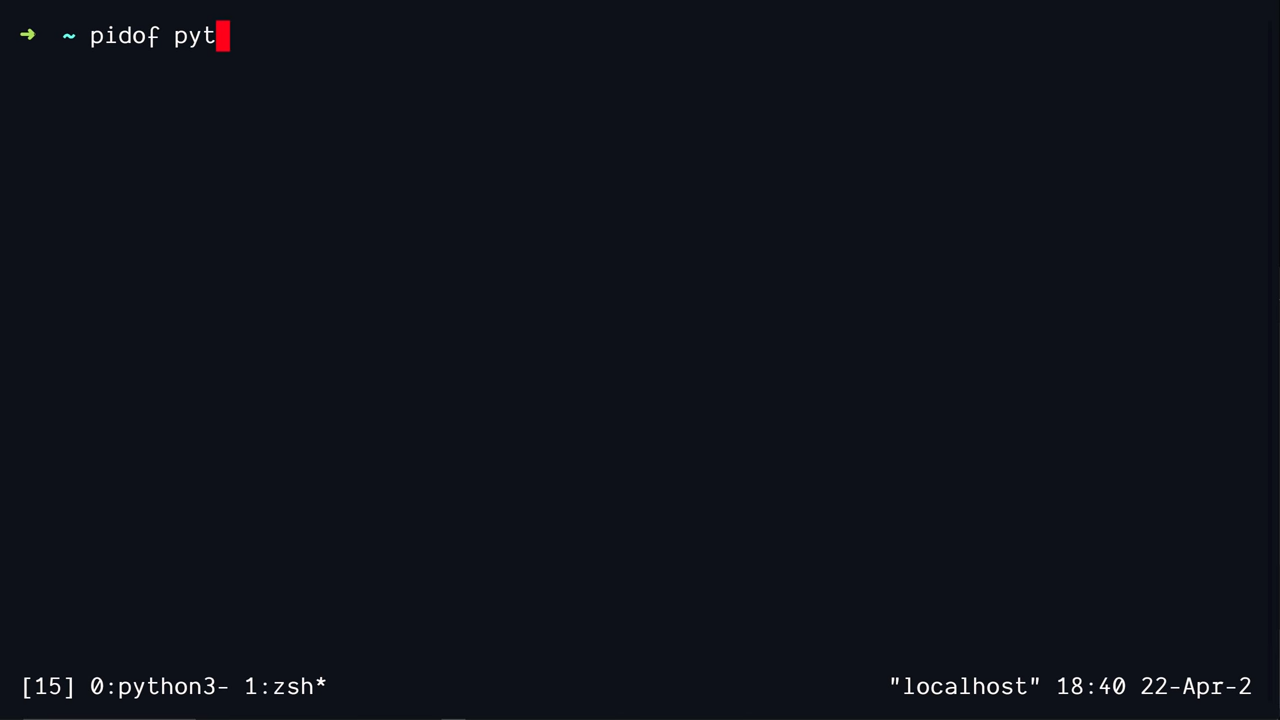 ➜  ~ pidof pyt
[15] 0:python3- 1:zsh* "localhost" 18:40 22-Apr-2